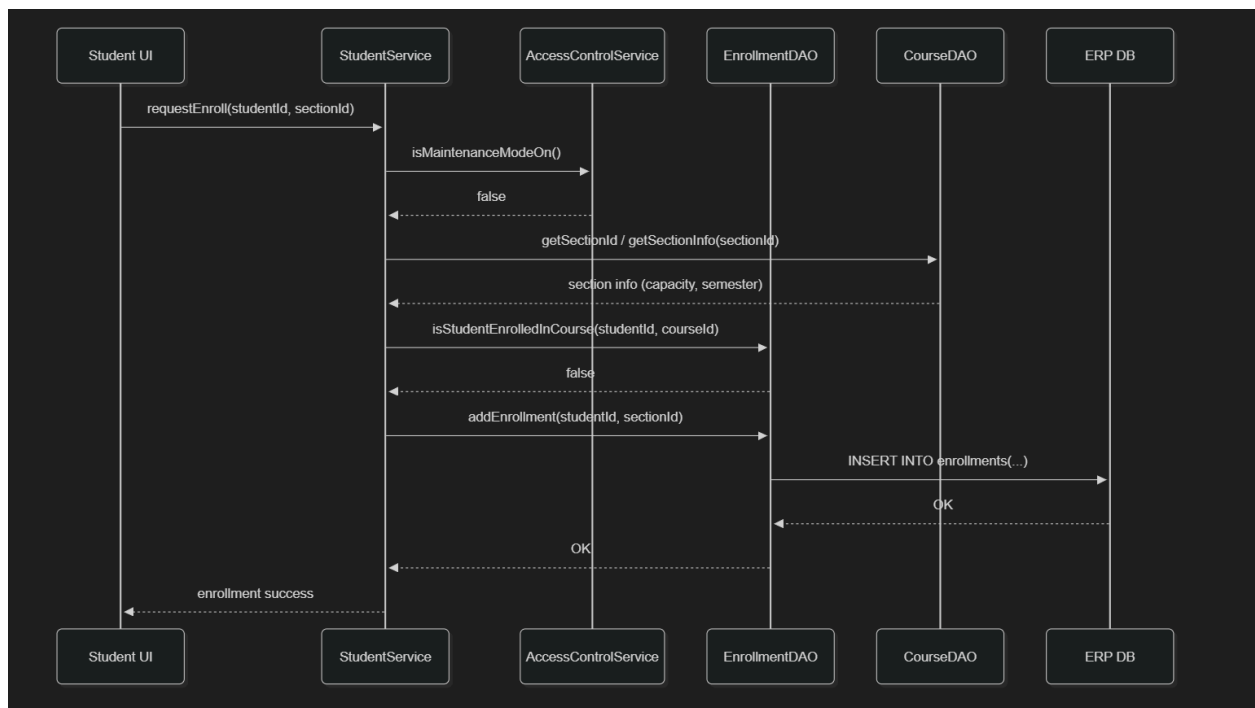 Student UI
StudentService
AccessControlService
EnrollmentDAO
CourseDAO
ERP DB
requestEnroll(studentId, sectionId)
isMaintenanceModeOn()
false
getSectionId / getSectionInfo(sectionId)
section info (capacity, semester)
isStudentEnrolledInCourse(studentId, courseId)
false
addEnrollment(studentId, sectionId)
INSERT INTO enrollments(...)
OK
OK
enrollment success
Student UI
StudentService
AccessControlService
EnrollmentDAO
CourseDAO
ERP DB